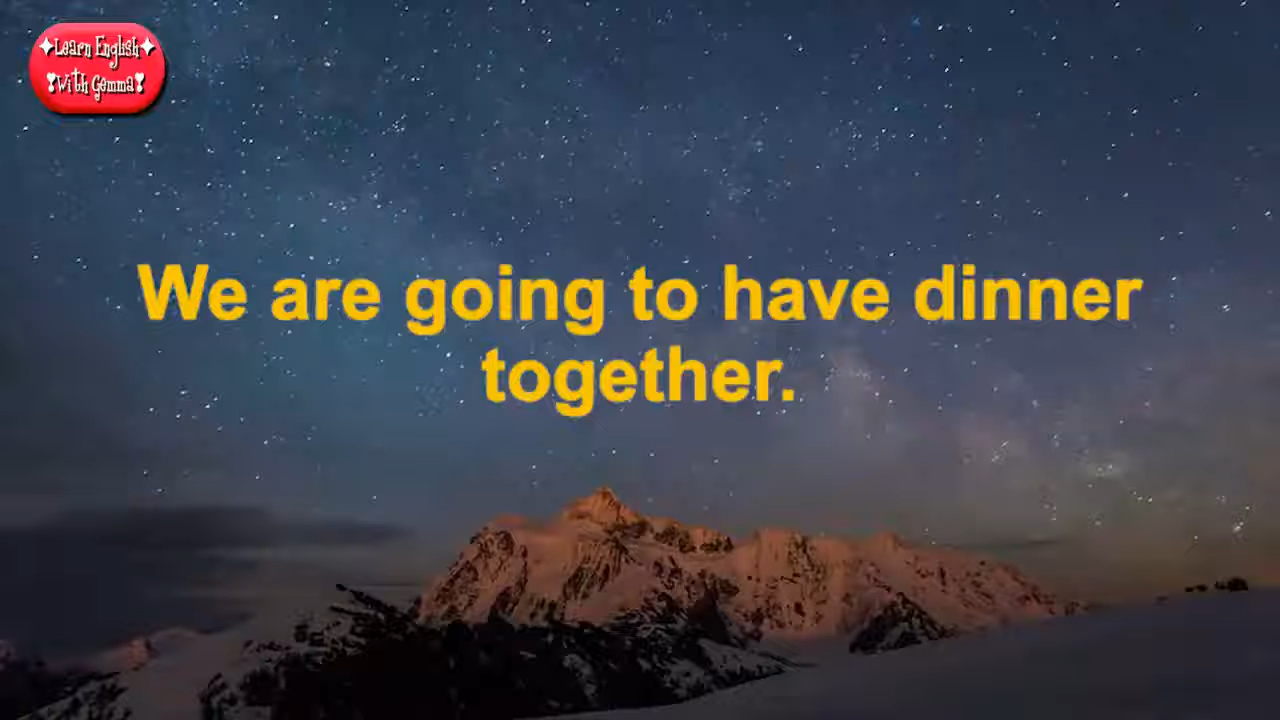 Learn English
With Gemma
We are going to have dinner
together.